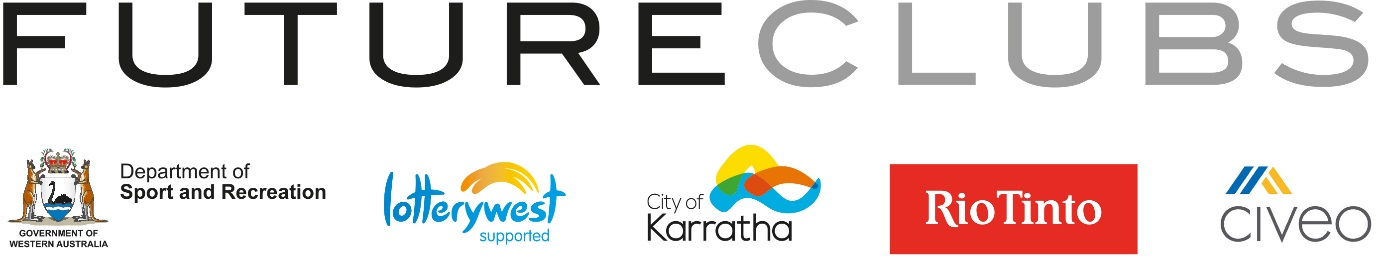 FUTURECLUBS
Department of
Sport and Recreation
GOVERNMENT OF
WESTERN AUSTRALIA
lotterywest
supported
City of
Karratha
RioTinto
civeo